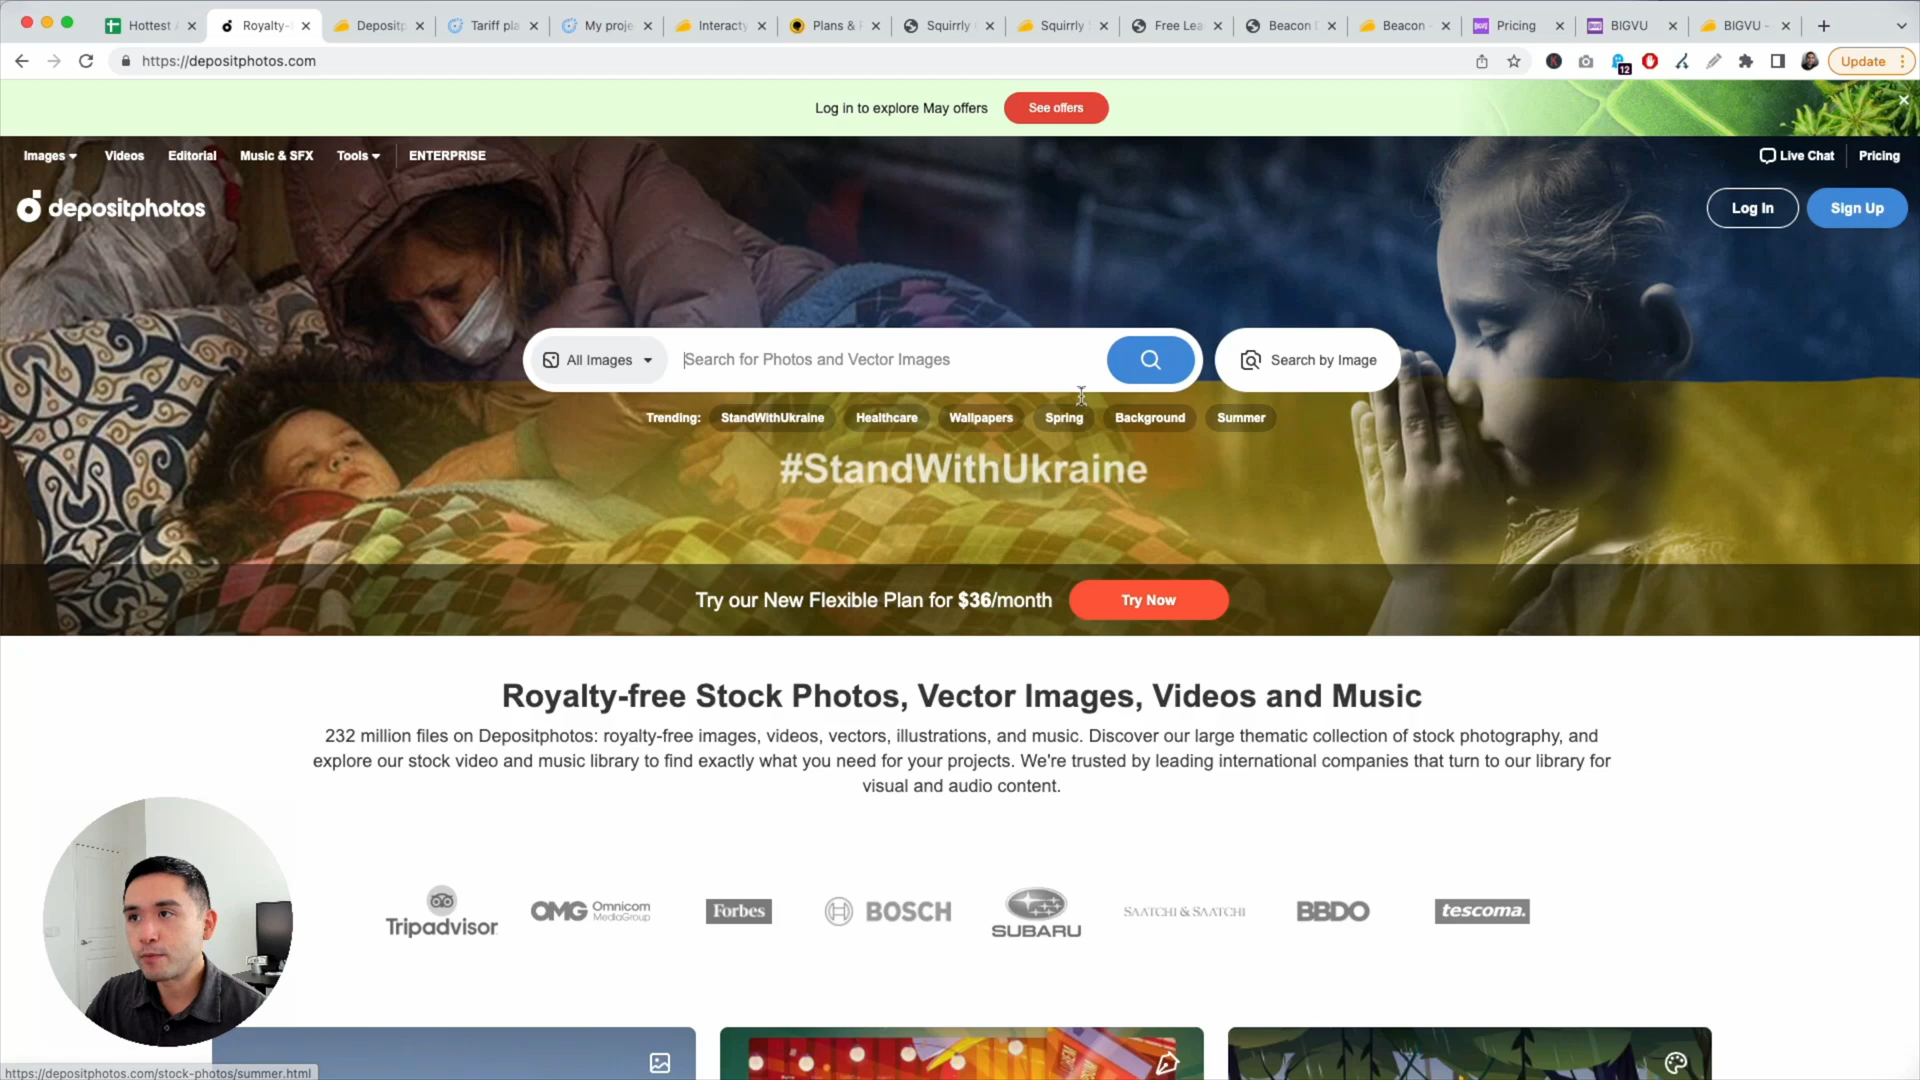 Hottest A
Royalty-
Depositp
Tariff pla
My proje
Interacty
Plans & P
Squirrly
Squirrly
Free Lea
Beacon
Beacon -
Pricing
BIGVU
BIGVU -
https://depositphotos.com
12
Update
Log in to explore May offers
See offers
Images
Videos
Editorial
Music & SFX
Tools
ENTERPRISE
Live Chat
Pricing
depositphotos
Log In
Sign Up
All Images
Search for Photos and Vector Images
Search by Image
Trending:
StandWithUkraine
Healthcare
Wallpapers
Spring
Background
Summer
#StandWithUkraine
Try our New Flexible Plan for $36/month
Try Now
Royalty-free Stock Photos, Vector Images, Videos and Music
232 million files on Depositphotos: royalty-free images, videos, vectors, illustrations, and music. Discover our large thematic collection of stock photography, and
explore our stock video and music library to find exactly what you need for your projects. We're trusted by leading international companies that turn to our library for
visual and audio content.
Tripadvisor
OMG Omnicom MediaGroup
Forbes
BOSCH
SUBARU
SAATCHI & SAATCHI
BBDO
tescoma.
https://depositphotos.com/stock-photos/summer.html